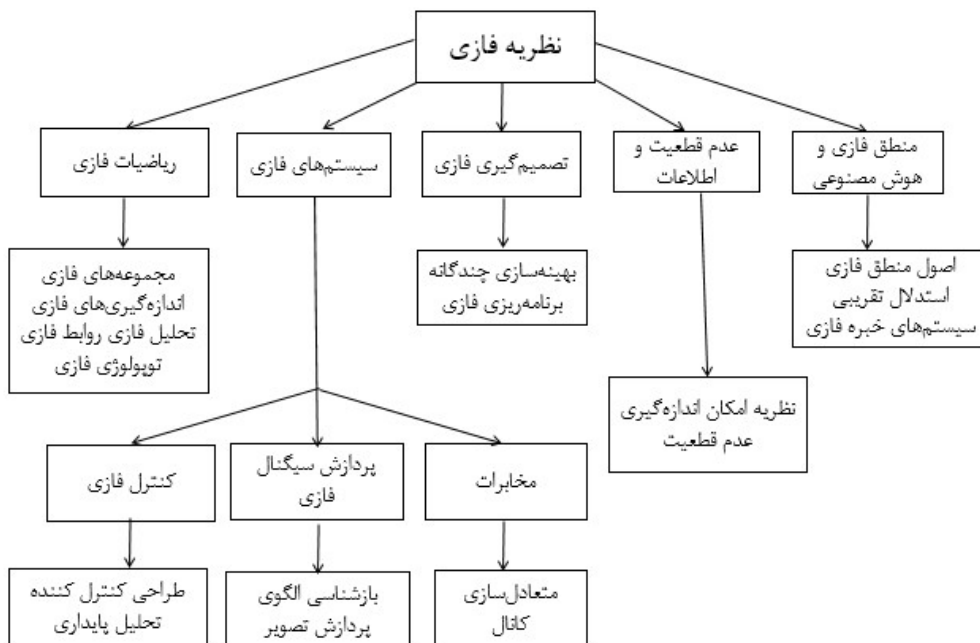 نظریه فازی
منطق فازی و
هوش مصنوعی
عدم قطعیت و
اطلاعات
تصمیم‌گیری فازی
سیستم‌های فازی
ریاضیات فازی
اصول منطق فازی
استدلال تقریبی
سیستم‌های خبره فازی
بهینه‌سازی چندگانه
برنامه‌ریزی فازی
مجموعه‌های فازی
اندازه‌گیری‌های فازی
تحلیل فازی روابط فازی
توپولوژی فازی
نظریه امکان اندازه‌گیری
عدم قطعیت
مخابرات
پردازش سیگنال
فازی
کنترل فازی
متعادل‌سازی
کانال
بازشناسی الگوی
پردازش تصویر
طراحی کنترل کننده
تحلیل پایداری